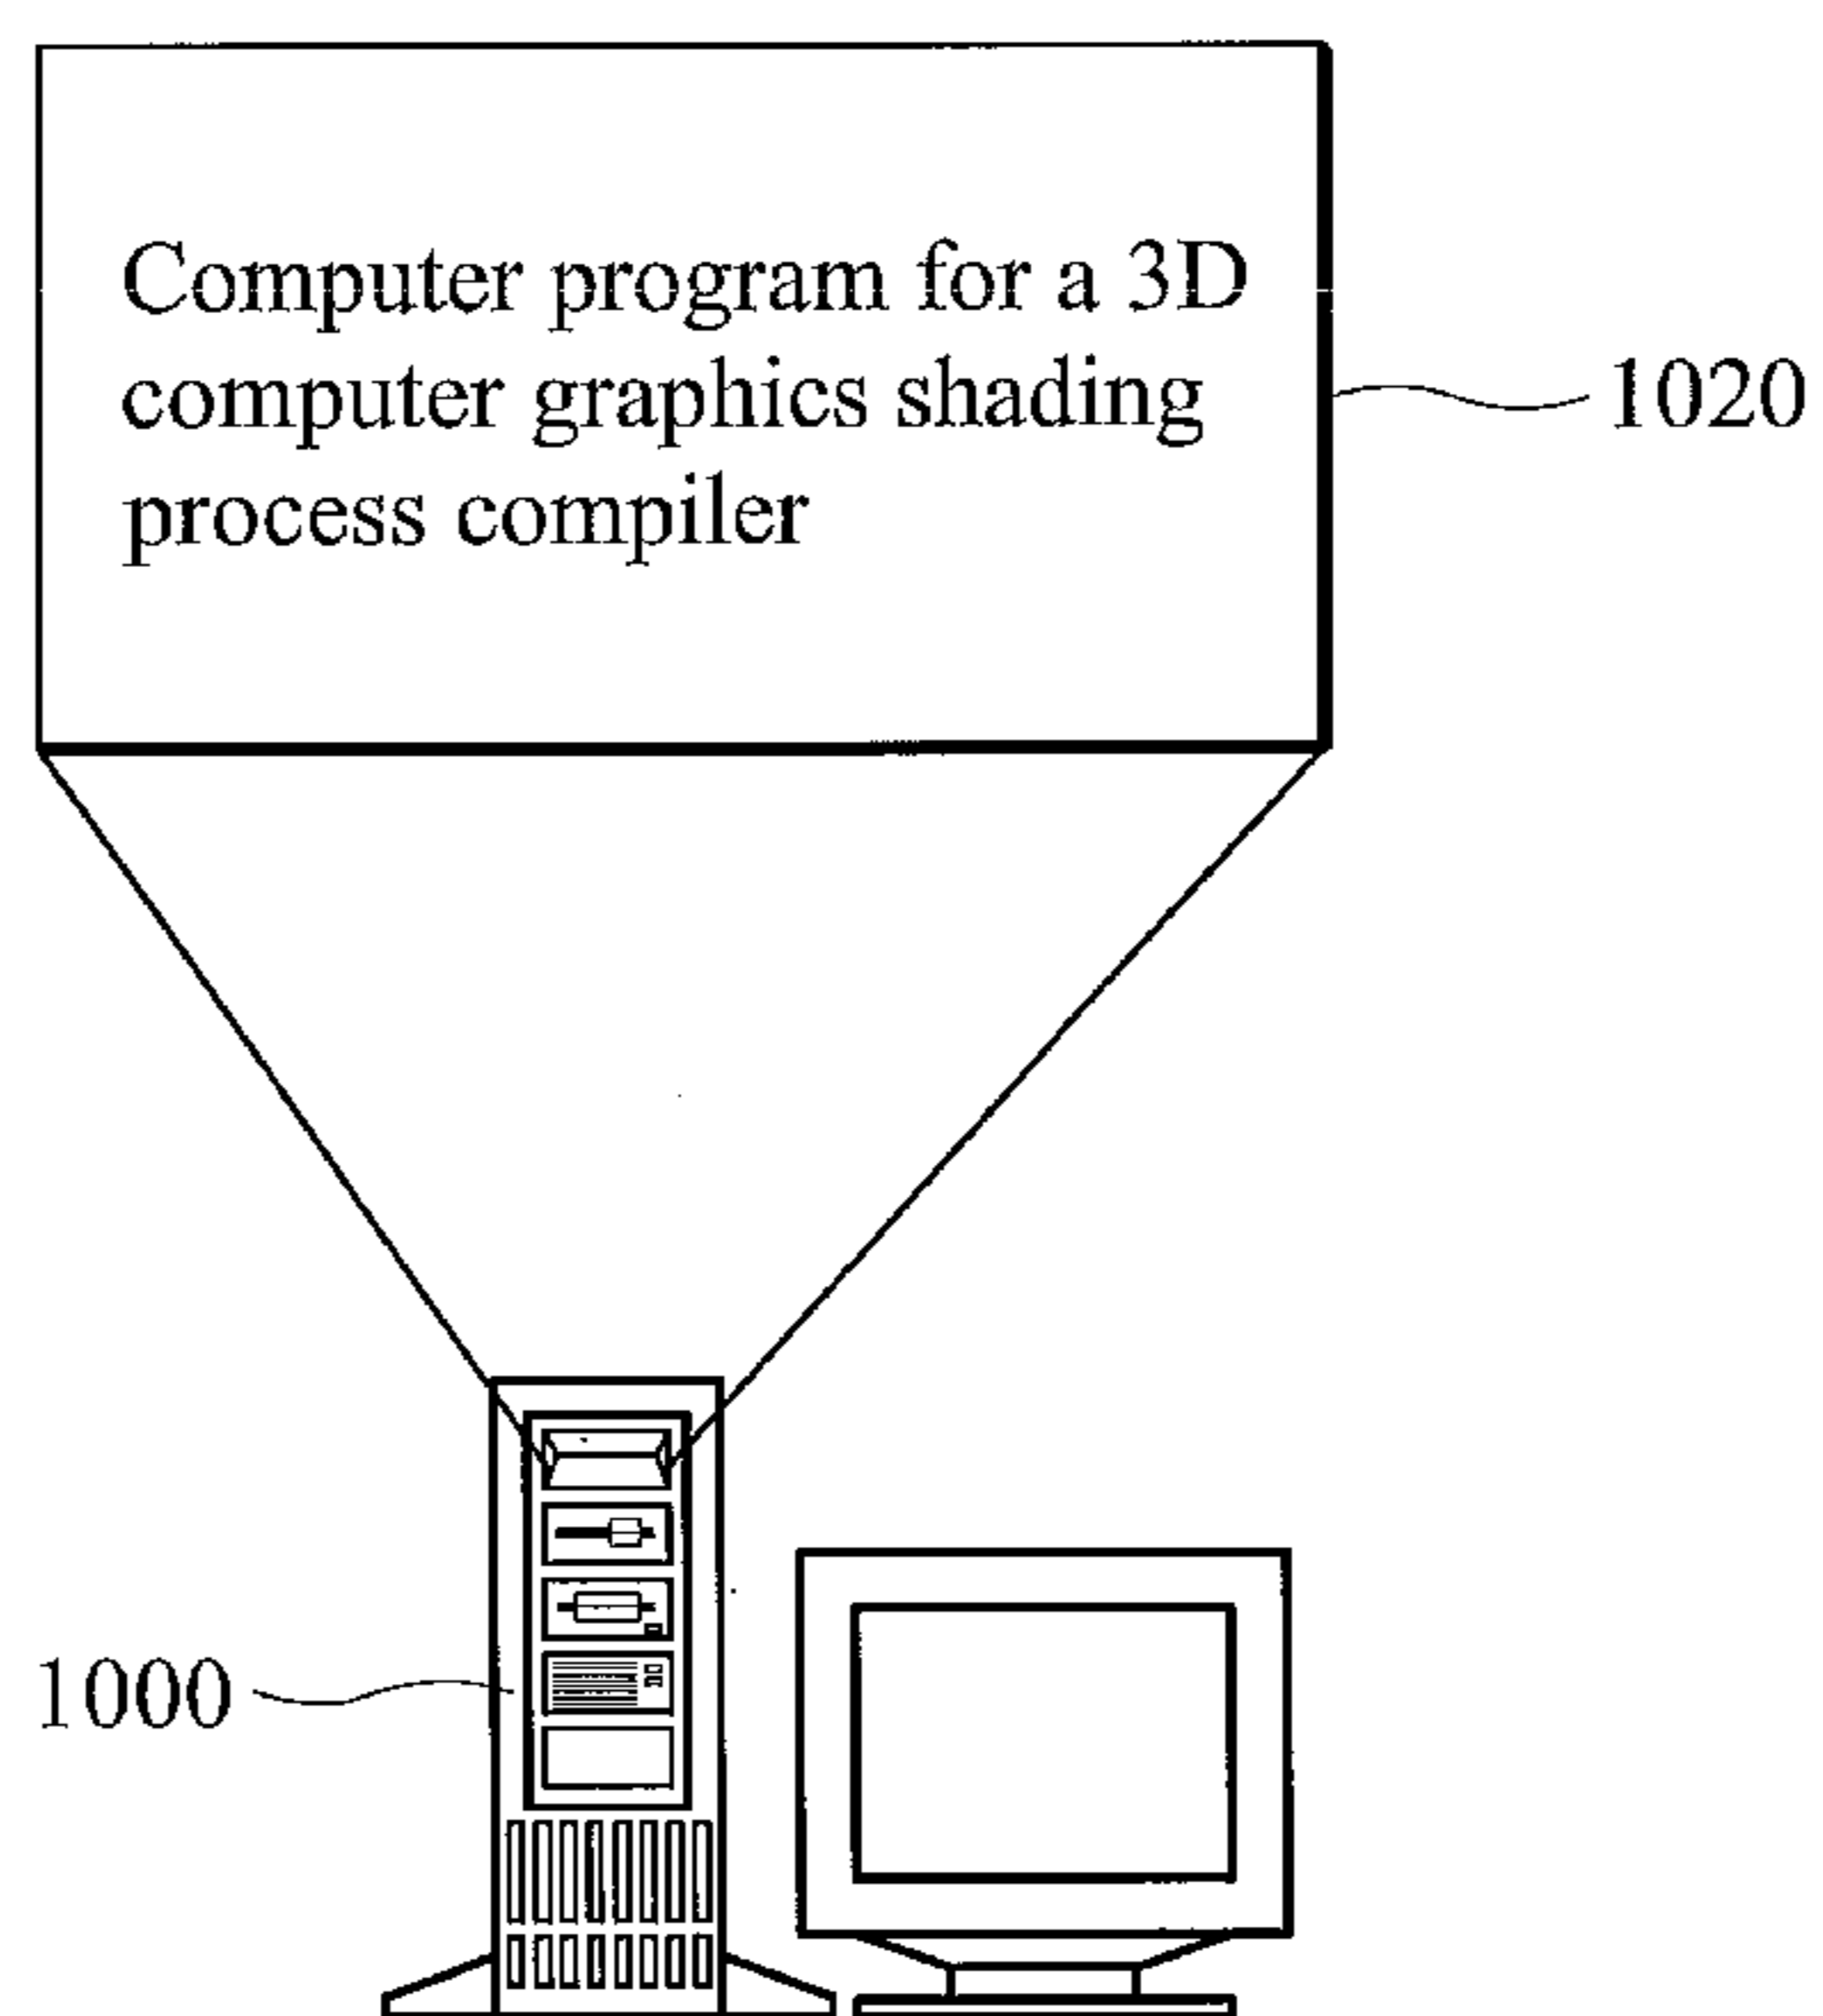 Computer program for a 3D
computer graphics shading
process compiler
1020
1000